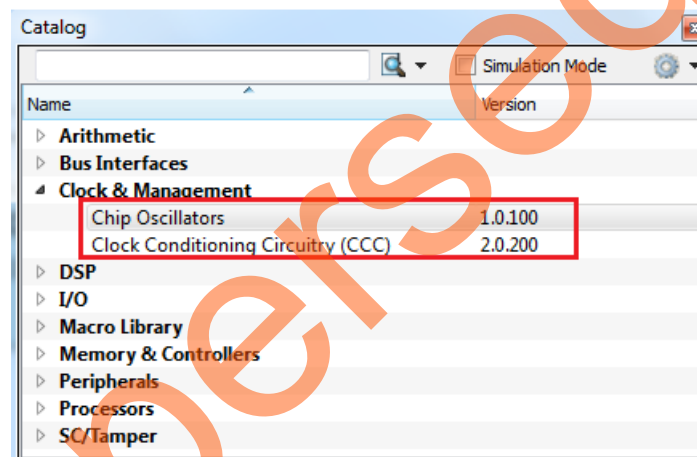 Catalog
Simulation Mode
Name Version
Arithmetic
Bus Interfaces
Clock & Management
Chip Oscillators 1.0.100
Clock Conditioning Circuitry (CCC) 2.0.200
DSP
I/O
Macro Library
Memory & Controllers
Peripherals
Processors
SC/Tamper